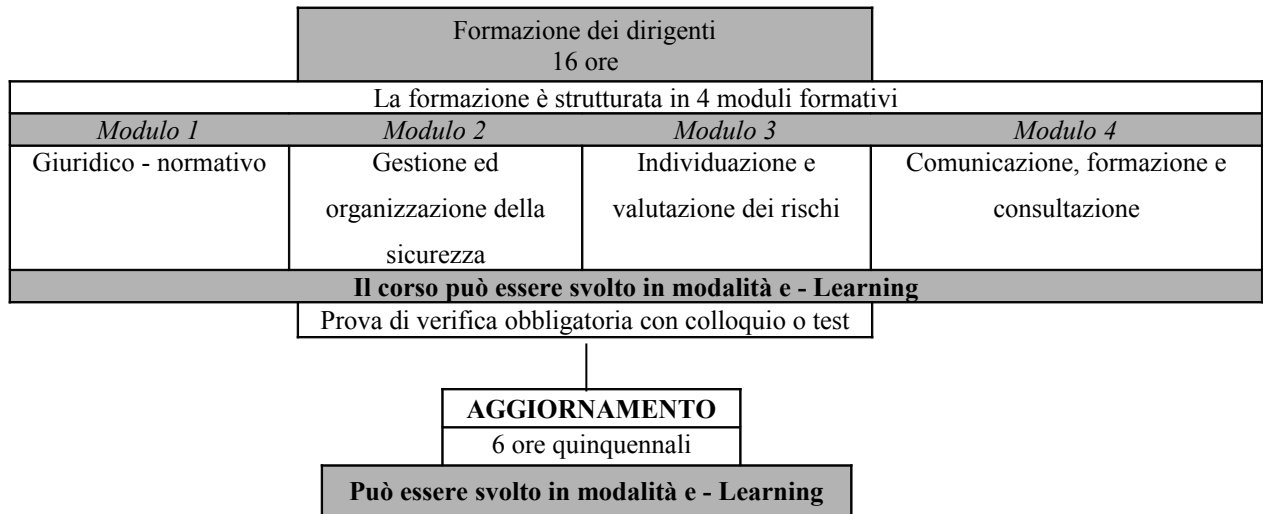 Formazione dei dirigenti
16 ore
La formazione è strutturata in 4 moduli formativi
Modulo 1
Modulo 2
Modulo 3
Modulo 4
Giuridico - normativo
Gestione ed
organizzazione della
sicurezza
Individuazione e
valutazione dei rischi
Comunicazione, formazione e
consultazione
Il corso può essere svolto in modalità e - Learning
Prova di verifica obbligatoria con colloquio o test
AGGIORNAMENTO
6 ore quinquennali
Può essere svolto in modalità e - Learning